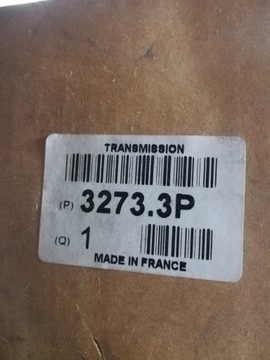 TRANSMISSION
(P) 3273.3P
(Q) 1
MADE IN FRANCE